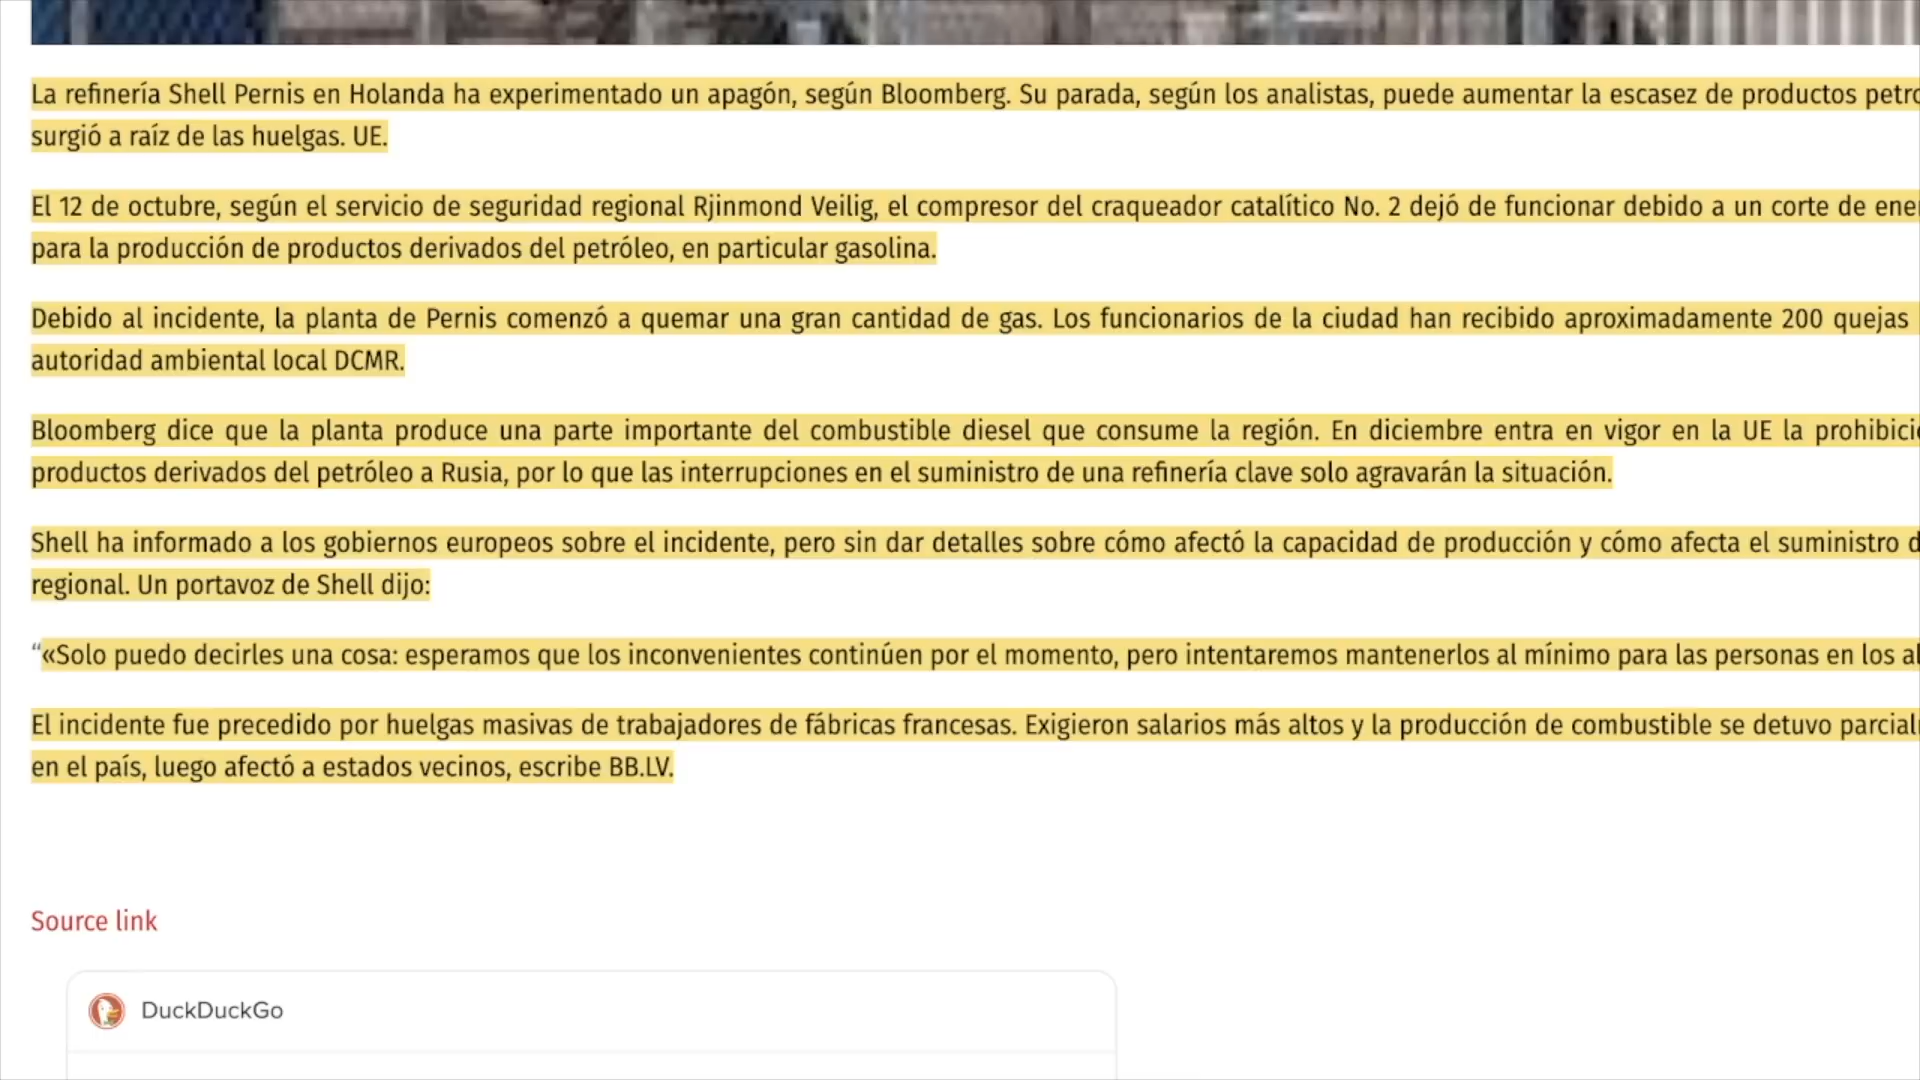 La refinería Shell Pernis en Holanda ha experimentado un apagón, según Bloomberg. Su parada, según los analistas, puede aumentar la escasez de productos
surgió a raíz de las huelgas. UE.
El 12 de octubre, según el servicio de seguridad regional Rjinmond Veilig, el compresor del craqueador catalítico No. 2 dejó de funcionar debido a un corte de
para la producción de productos derivados del petróleo, en particular gasolina.
Debido al incidente, la planta de Pernis comenzó a quemar una gran cantidad de gas. Los funcionarios de la ciudad han recibido aproximadamente 200 quejas
autoridad ambiental local DCMR.
Bloomberg dice que la planta produce una parte importante del combustible diesel que consume la región. En diciembre entra en vigor en la UE la
productos derivados del petróleo a Rusia, por lo que las interrupciones en el suministro de una refinería clave solo agravarán la situación.
Shell ha informado a los gobiernos europeos sobre el incidente, pero sin dar detalles sobre cómo afectó la capacidad de producción y cómo afecta el suministro
regional. Un portavoz de Shell dijo:
“«Solo puedo decirles una cosa: esperamos que los inconvenientes continúen por el momento, pero intentaremos mantenerlos al mínimo para las personas en los
El incidente fue precedido por huelgas masivas de trabajadores de fábricas francesas. Exigieron salarios más altos y la producción de combustible se detuvo
en el país, luego afectó a estados vecinos, escribe BB.LV.
Source link
DuckDuckGo